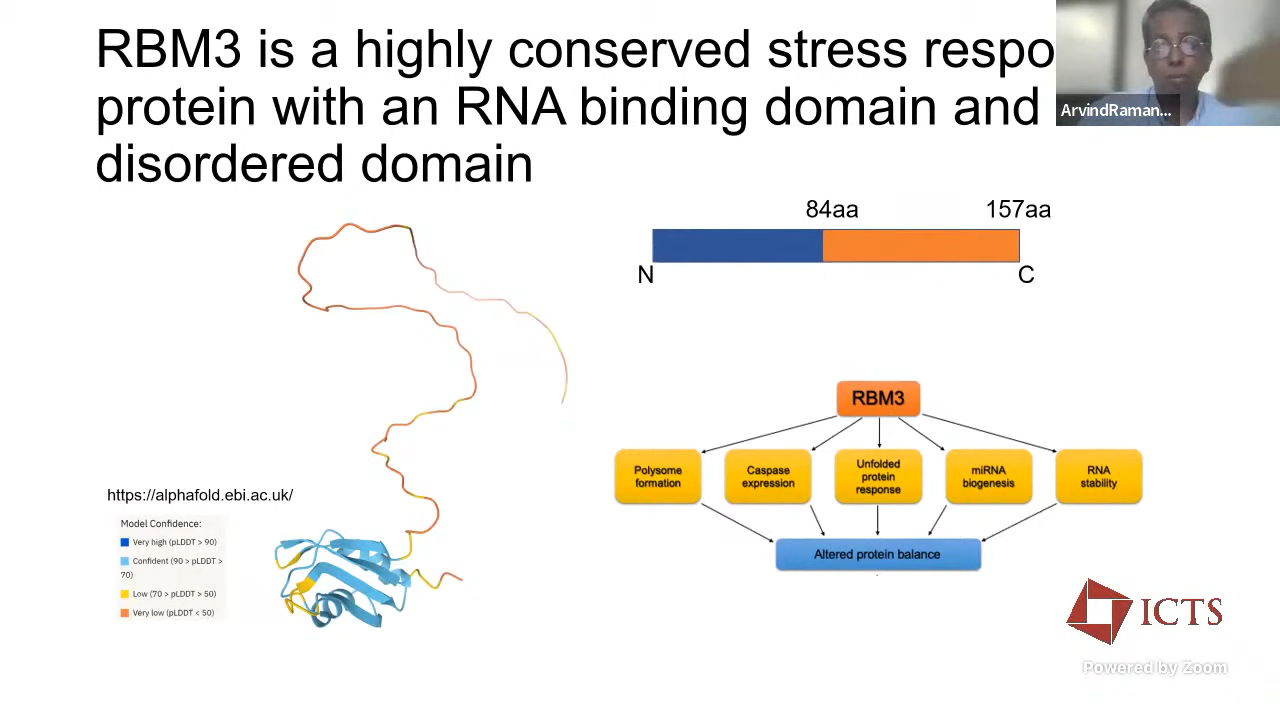 RBM3 is a highly conserved stress respo
protein with an RNA binding domain and
disordered domain
ArvindRaman...
84aa
157aa
N
C
RBM3
Polysome
formation
Caspase
expression
Unfolded
protein
response
miRNA
biogenesis
RNA
stability
Altered protein balance
https://alphafold.ebi.ac.uk/
Model Confidence:
Very high (pLDDT > 90)
Confident (90 > pLDDT >
70)
Low (70 > pLDDT > 50)
Very low (pLDDT < 50)
ICTS
Powered by Zoom